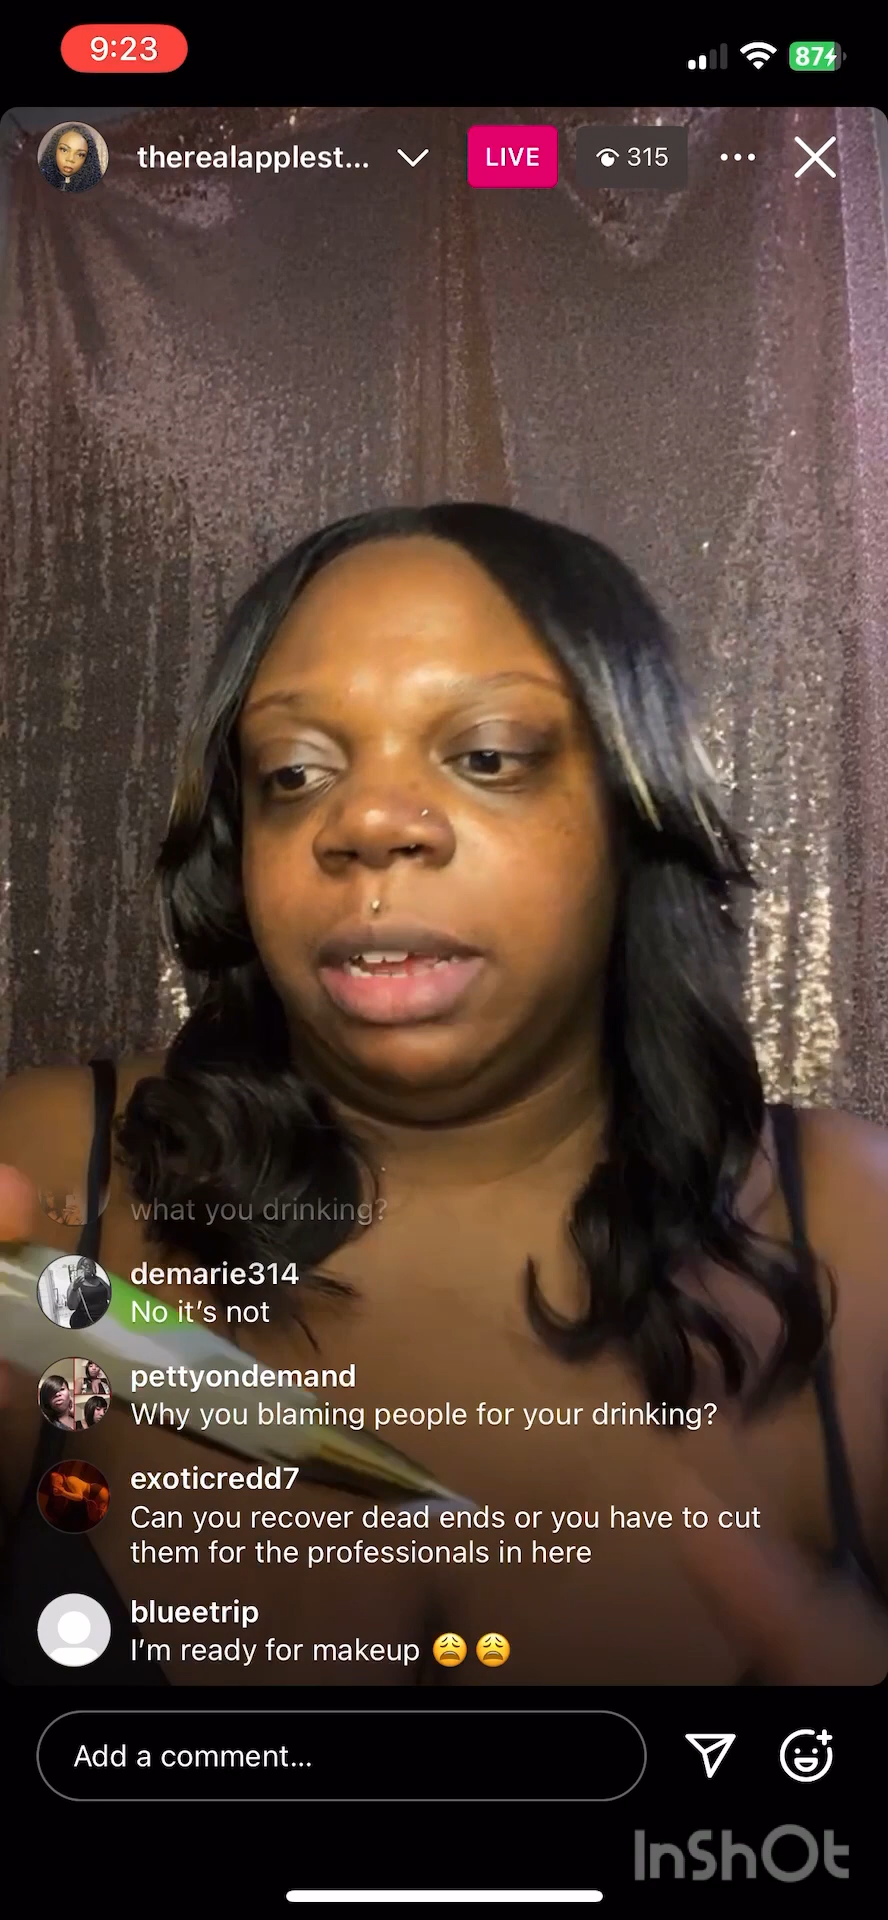 9:23
87
therealapplest...
LIVE
315
what you drinking?
demarie314
No it's not
pettyondemand
Why you blaming people for your drinking?
exoticredd7
Can you recover dead ends or you have to cut
them for the professionals in here
blueetrip
I'm ready for makeup 😩😩
Add a comment...
InShOt